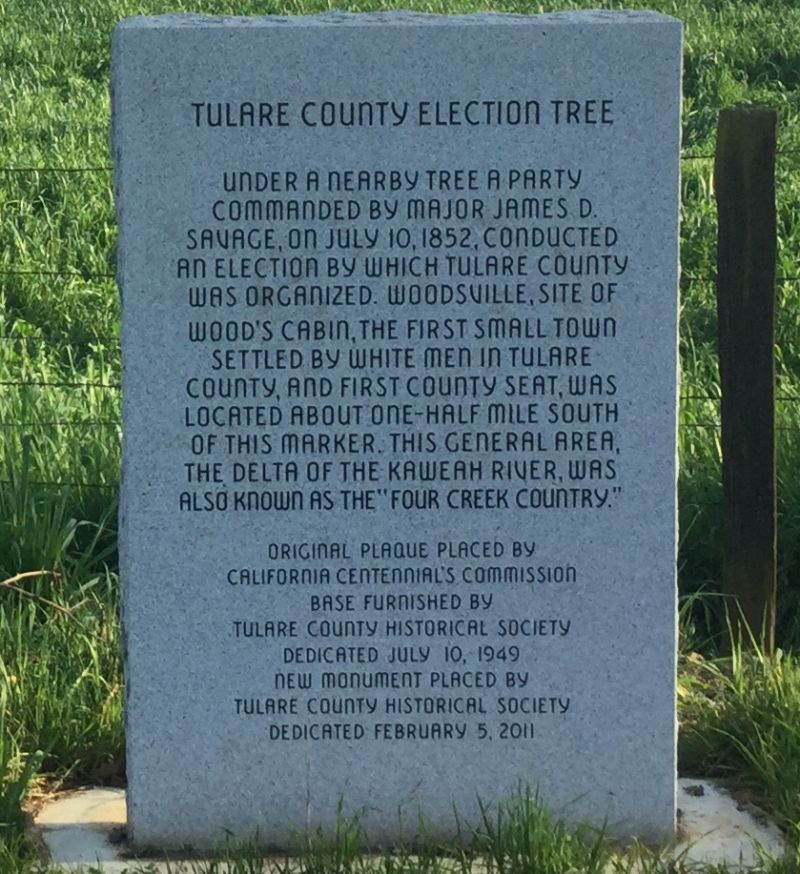 TULARE COUNTY ELECTION TREE
UNDER A NEARBY TREE A PARTY
COMMANDED BY MAJOR JAMES D.
SAVAGE, ON JULY 10, 1852, CONDUCTED
AN ELECTION BY WHICH TULARE COUNTY
WAS ORGANIZED. WOODSVILLE, SITE OF
WOOD'S CABIN, THE FIRST SMALL TOWN
SETTLED BY WHITE MEN IN TULARE
COUNTY, AND FIRST COUNTY SEAT, WAS
LOCATED ABOUT ONE-HALF MILE SOUTH
OF THIS MARKER. THIS GENERAL AREA,
THE DELTA OF THE KAWEAH RIVER, WAS
ALSO KNOWN AS THE "FOUR CREEK COUNTRY."
ORIGINAL PLAQUE PLACED BY
CALIFORNIA CENTENNIAL'S COMMISSION
BASE FURNISHED BY
TULARE COUNTY HISTORICAL SOCIETY
DEDICATED JULY 10, 1949
NEW MONUMENT PLACED BY
TULARE COUNTY HISTORICAL SOCIETY
DEDICATED FEBRUARY 5, 2011